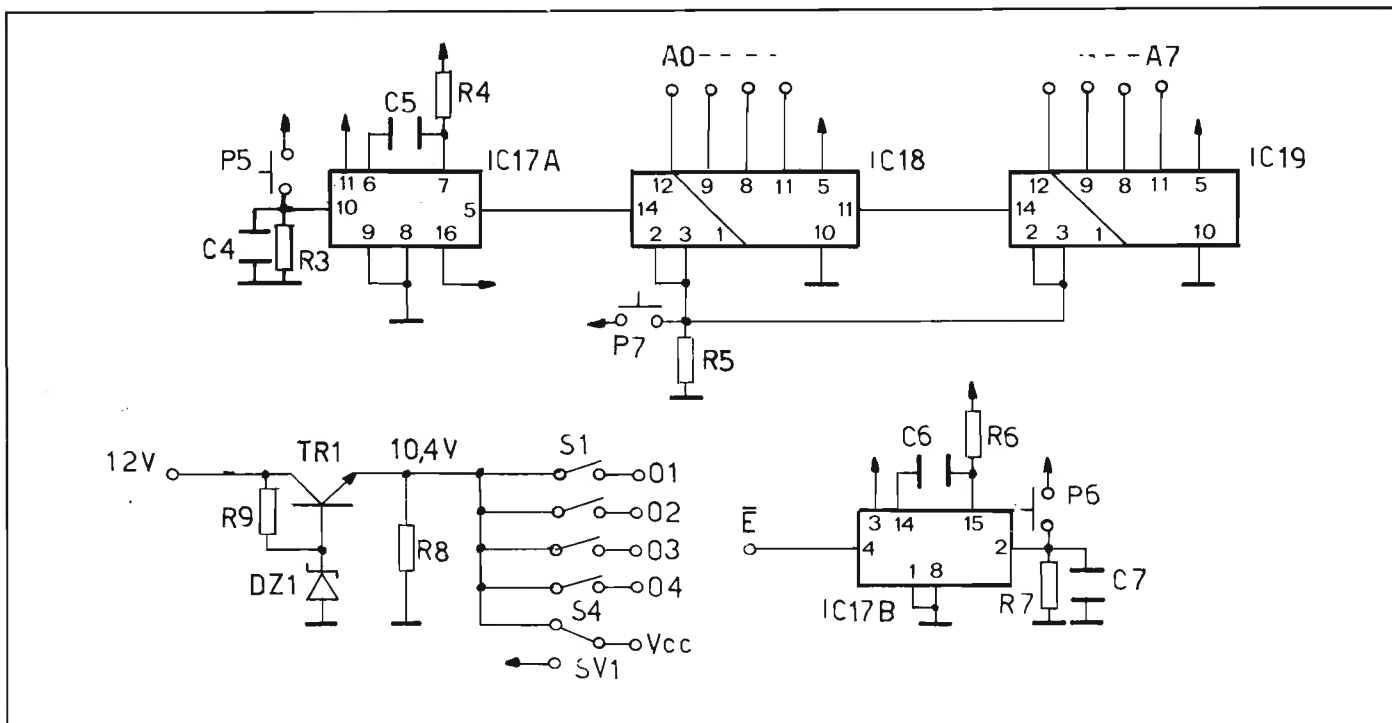 A0----- ----A7
C5 R4
P5 IC17A IC18 IC19
11 6 7 12 9 8 11 5 12 9 8 11 5
10 5 14 11 14
9 8 16 2 3 1 10 2 3 1 10
C4 R3
P7 R5
12V TR1 10,4V S1 01
R9 R8 02
03
DZ1 04
S4
Vcc
SV1
C6 R6
P6
3 14 15
E̅ 4 2
1 8
IC17B R7 C7